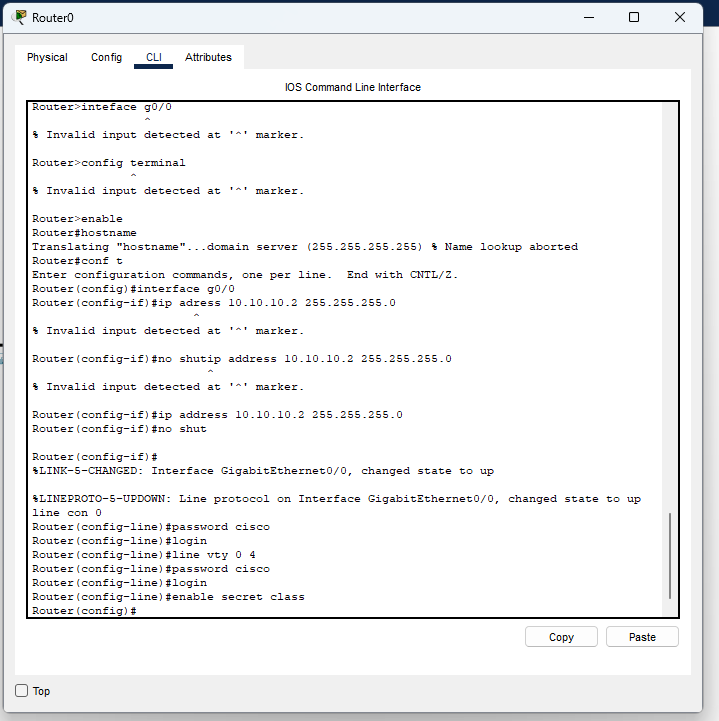 Router0
Physical Config CLI Attributes
IOS Command Line Interface
Router>inteface g0/0
^
% Invalid input detected at '^' marker.
Router>config terminal
^
% Invalid input detected at '^' marker.
Router>enable
Router#hostname
Translating "hostname"...domain server (255.255.255.255) % Name lookup aborted
Router#conf t
Enter configuration commands, one per line.  End with CNTL/Z.
Router(config)#interface g0/0
Router(config-if)#ip adress 10.10.10.2 255.255.255.0
^
% Invalid input detected at '^' marker.
Router(config-if)#no shutip address 10.10.10.2 255.255.255.0
^
% Invalid input detected at '^' marker.
Router(config-if)#ip address 10.10.10.2 255.255.255.0
Router(config-if)#no shut
Router(config-if)#
%LINK-5-CHANGED: Interface GigabitEthernet0/0, changed state to up
%LINEPROTO-5-UPDOWN: Line protocol on Interface GigabitEthernet0/0, changed state to up
line con 0
Router(config-line)#password cisco
Router(config-line)#login
Router(config-line)#line vty 0 4
Router(config-line)#password cisco
Router(config-line)#login
Router(config-line)#enable secret class
Router(config)#
Copy Paste
Top